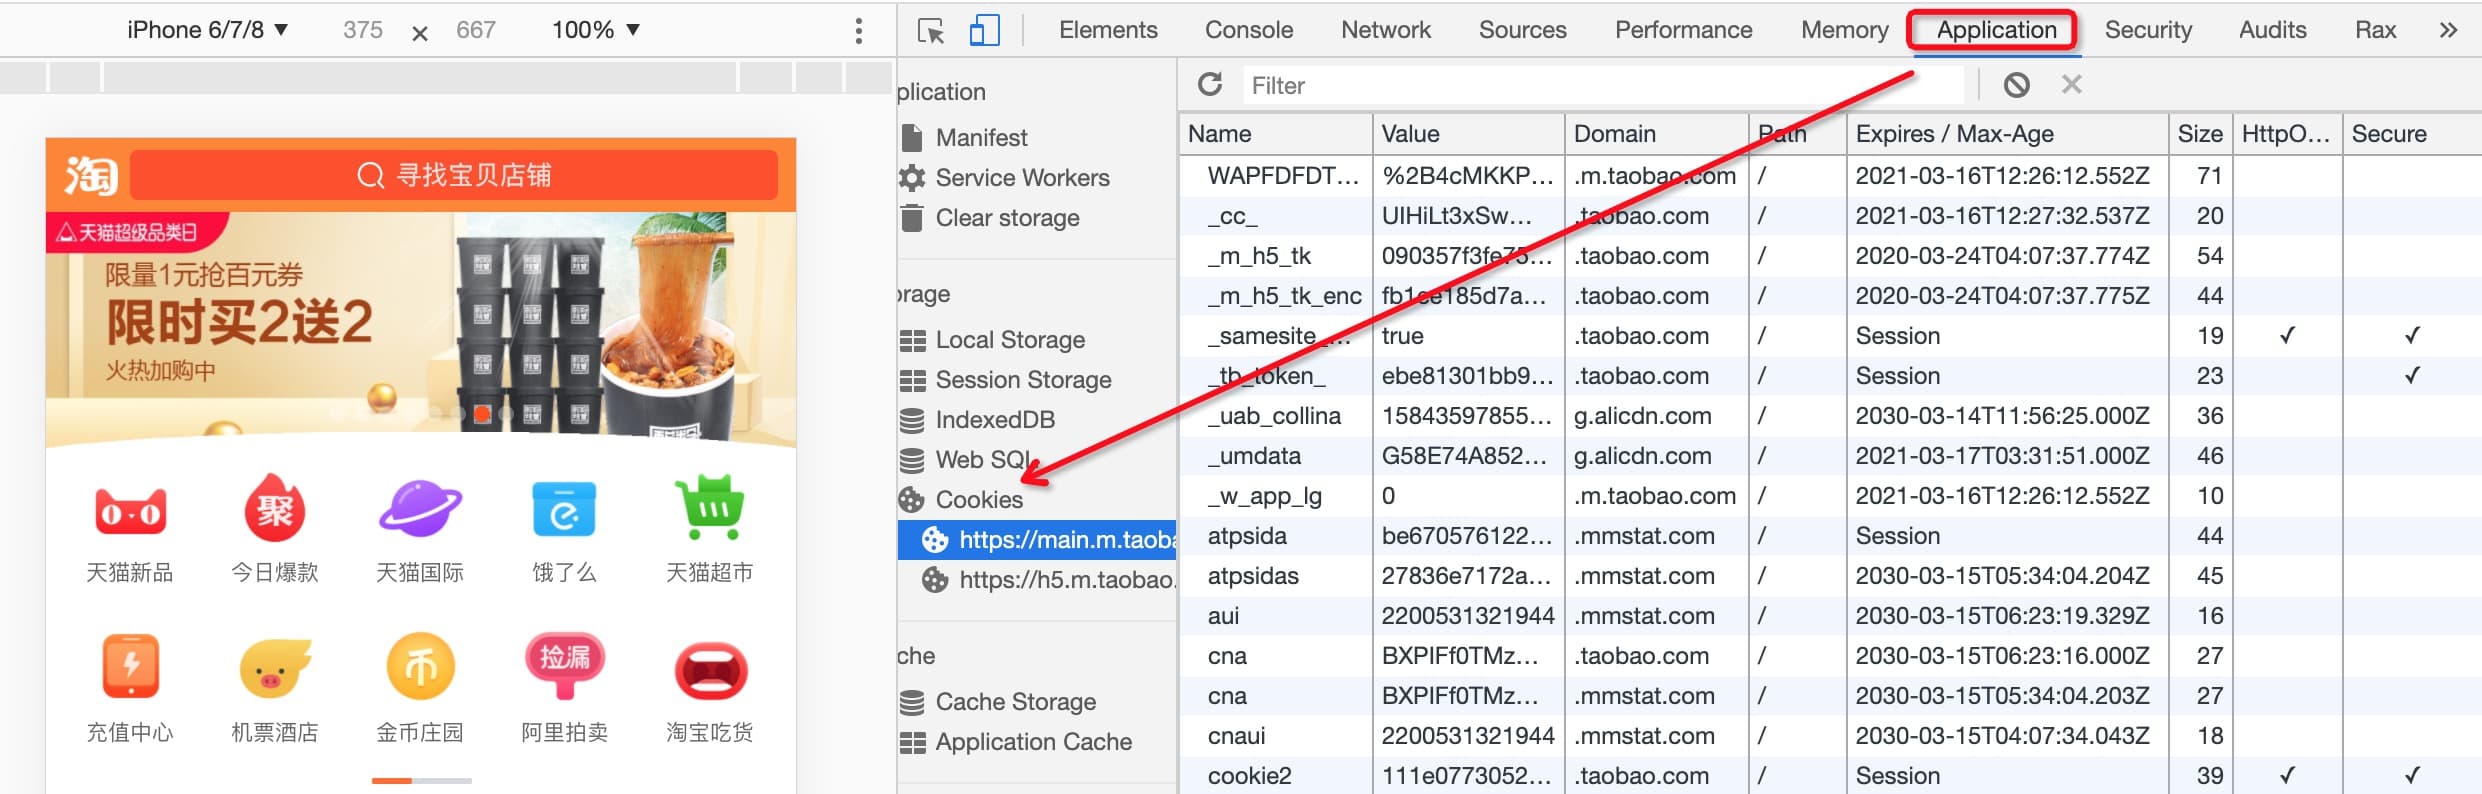 iPhone 6/7/8 ▼ 375 × 667 100% ▼
Elements Console Network Sources Performance Memory Application Security Audits Rax »
淘 寻找宝贝店铺
天猫超级品类日
限量1元抢百元券
限时买2送2
火热加购中
天猫新品 今日爆款 天猫国际 饿了么 天猫超市
聚
充值中心 机票酒店 金币庄园 阿里拍卖 淘宝吃货
币 捡漏
plication
Manifest
Service Workers
Clear storage
orage
Local Storage
Session Storage
IndexedDB
Web SQL
Cookies
https://main.m.taoba
https://h5.m.taobao.
che
Cache Storage
Application Cache
Filter
Name Value Domain Path Expires / Max-Age Size HttpO... Secure
WAPFDFDT... %2B4cMKKP... .m.taobao.com / 2021-03-16T12:26:12.552Z 71
_cc_ UIHiLt3xSw... .taobao.com / 2021-03-16T12:27:32.537Z 20
_m_h5_tk 090357f3fe75... .taobao.com / 2020-03-24T04:07:37.774Z 54
_m_h5_tk_enc fb1ce185d7a... .taobao.com / 2020-03-24T04:07:37.775Z 44
_samesite_... true .taobao.com / Session 19 ✓ ✓
_tb_token_ ebe81301bb9... .taobao.com / Session 23 ✓
_uab_collina 15843597855... g.alicdn.com / 2030-03-14T11:56:25.000Z 36
_umdata G58E74A852... g.alicdn.com / 2021-03-17T03:31:51.000Z 46
_w_app_lg 0 .m.taobao.com / 2021-03-16T12:26:12.552Z 10
atpsida be670576122... .mmstat.com / Session 44
atpsidas 27836e7172a... .mmstat.com / 2030-03-15T05:34:04.204Z 45
aui 2200531321944 .mmstat.com / 2030-03-15T06:23:19.329Z 16
cna BXPIFf0TMz... .taobao.com / 2030-03-15T06:23:16.000Z 27
cna BXPIFf0TMz... .mmstat.com / 2030-03-15T05:34:04.203Z 27
cnaui 2200531321944 .mmstat.com / 2030-03-15T04:07:34.043Z 18
cookie2 111e0773052... .taobao.com / Session 39 ✓ ✓